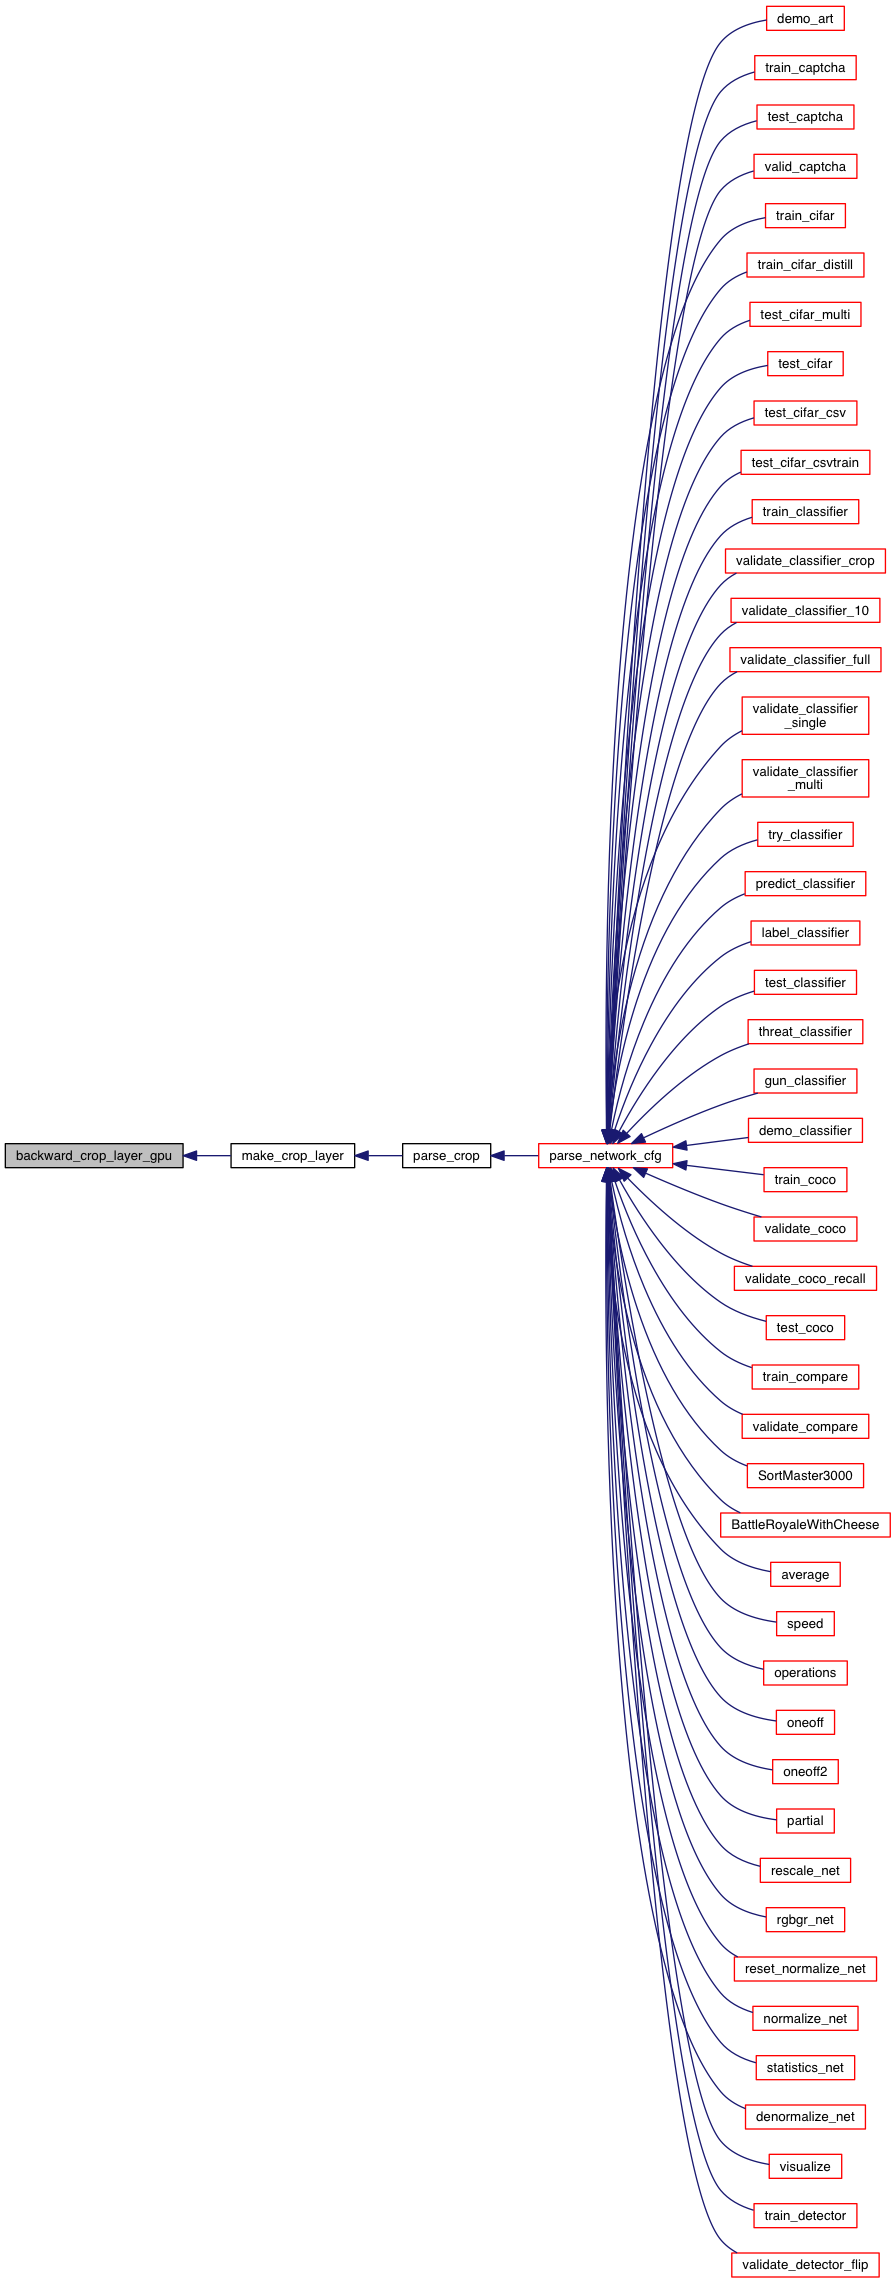 demo_art
train_captcha
test_captcha
valid_captcha
train_cifar
train_cifar_distill
test_cifar_multi
test_cifar
test_cifar_csv
test_cifar_csvtrain
train_classifier
validate_classifier_crop
validate_classifier_10
validate_classifier_full
validate_classifier
_single
validate_classifier
_multi
try_classifier
predict_classifier
label_classifier
test_classifier
threat_classifier
gun_classifier
demo_classifier
backward_crop_layer_gpu
make_crop_layer
parse_crop
parse_network_cfg
train_coco
validate_coco
validate_coco_recall
test_coco
train_compare
validate_compare
SortMaster3000
BattleRoyaleWithCheese
average
speed
operations
oneoff
oneoff2
partial
rescale_net
rgbgr_net
reset_normalize_net
normalize_net
statistics_net
denormalize_net
visualize
train_detector
validate_detector_flip